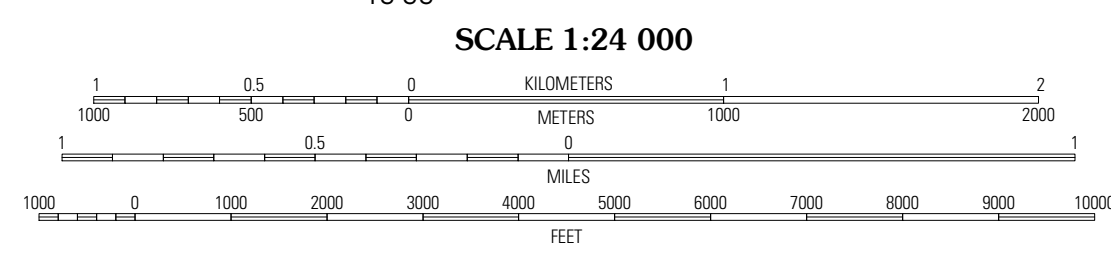 SCALE 1:24 000
1 0.5 0 KILOMETERS 1 2
1000 500 0 METERS 1000 2000
1 0.5 0 1
MILES
1000 0 1000 2000 3000 4000 5000 6000 7000 8000 9000 10000
FEET